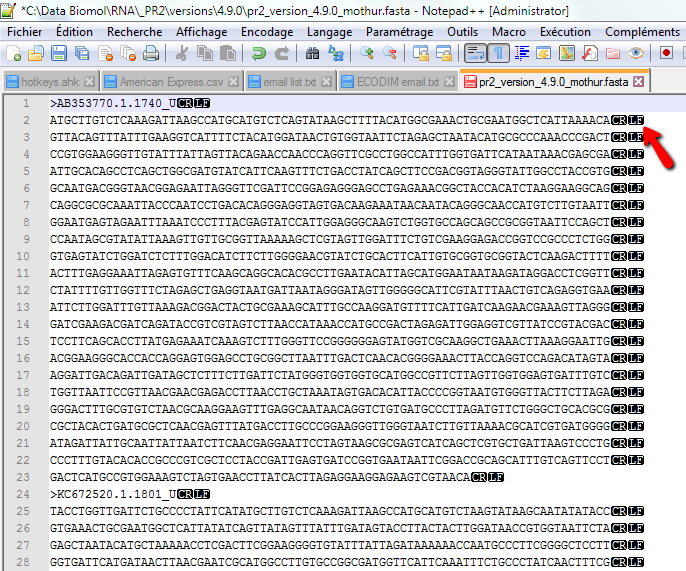 *C:\Data Biomol\RNA\_PR2\versions\4.9.0\pr2_version_4.9.0_mothur.fasta - Notepad++ [Administrator]
Fichier Édition Recherche Affichage Encodage Langage Paramétrage Outils Macro Exécution Compléments
hotkeys.ahk American Express.csv email list.txt ECODIM email.txt pr2_version_4.9.0_mothur.fasta
1 >AB353770.1.1740_UCRLF
2 ATGCTTGTCTCAAAGATTAAGCCATGCATGTCTCAGTATAAGCTTTTACATGGCGAAACTGCGAATGGCTCATTAAAACACRLF
3 GTTACAGTTTATTTGAAGGTCATTTTCTACATGGATAACTGTGGTAATTCTAGAGCTAATACATGCGCCCAAACCCGACTCRLF
4 CCGTGGAAGGGTTGTATTTATTAGTTACAGAACCAACCCAGGTTCGCCTGGCCATTTGGTGATTCATAATAAACGAGCGACRLF
5 ATTGCACAGCCTCAGCTGGCGATGTATCATTCAAGTTTCTGACCTATCAGCTTCCGACGGTAGGGTATTGGCCTACCGTGCRLF
6 GCAATGACGGGTAACGGAGAATTAGGGTTCGATTCCGGAGAGGGAGCCTGAGAAACGGCTACCACATCTAAGGAAGGCAGCRLF
7 CAGGCGCGCAAATTACCCAATCCTGACACAGGGAGGTAGTGACAAGAAATAACAATACAGGGCAACCATGTCTTGTAATTCRLF
8 GGAATGAGTAGAATTTAAATCCCTTTACGAGTATCCATTGGAGGGCAAGTCTGGTGCCAGCAGCCGCGGTAATTCCAGCTCRLF
9 CCAATAGCGTATATTAAAGTTGTTGCGGTTAAAAAGCTCGTAGTTGGATTTCTGTCGAAGGAGACCGGTCCGCCCTCTGGCRLF
10 GTGAGTATCTGGATCTCTTTGGACATCTTCTTGGGGAACGTATCTGCACTTCATTGTGCGGTGCGGTACTCAAGACTTTTCRLF
11 ACTTTGAGGAAATTAGAGTGTTTCAAGCAGGCACACGCCTTGAATACATTAGCATGGAATAATAAGATAGGACCTCGGTTCRLF
12 CTATTTTGTTGGTTTCTAGAGCTGAGGTAATGATTAATAGGGATAGTTGGGGGCATTCGTATTTAACTGTCAGAGGTGAACRLF
13 ATTCTTGGATTTGTTAAAGACGGACTACTGCGAAAGCATTTGCCAAGGATGTTTTCATTGATCAAGAACGAAAGTTAGGGCRLF
14 GATCGAAGACGATCAGATACCGTCGTAGTCTTAACCATAAACCATGCCGACTAGAGATTGGAGGTCGTTATCCGTACGACCRLF
15 TCCTTCAGCACCTTATGAGAAATCAAAGTCTTTGGGTTCCGGGGGGAGTATGGTCGCAAGGCTGAAACTTAAAGGAATTGCRLF
16 ACGGAAGGGCACCACCAGGAGTGGAGCCTGCGGCTTAATTTGACTCAACACGGGGAAACTTACCAGGTCCAGACATAGTACRLF
17 AGGATTGACAGATTGATAGCTCTTTCTTGATTCTATGGGTGGTGGTGCATGGCCGTTCTTAGTTGGTGGAGTGATTTGTCCRLF
18 TGGTTAATTCCGTTAACGAACGAGACCTTAACCTGCTAAATAGTGACACATTACCCCGGTAATGTGGGTTACTTCTTAGACRLF
19 GGGACTTTGCGTGTCTAACGCAAGGAAGTTTGAGGCAATAACAGGTCTGTGATGCCCTTAGATGTTCTGGGCTGCACGCGCRLF
20 CGCTACACTGATGCGCTCAACGAGTTTATGACCTTGCCCGGAAGGGTTGGGTAATCTTGTTAAAACGCATCGTGATGGGGCRLF
21 ATAGATTATTGCAATTATTAATCTTCAACGAGGAATTCCTAGTAAGCGCGAGTCATCAGCTCGTGCTGATTAAGTCCCTGCRLF
22 CCCTTTGTACACACCGCCCGTCGCTCCTACCGATTGAGTGATCCGGTGAATAATTCGGACCGCAGCATTTGTCAGTTCCTCRLF
23 GACTCATGCCGTGGAAAGTCTAGTGAACCTTATCACTTAGAGGAAGGAGAAGTCGTAACACRLF
24 >KC672520.1.1801_UCRLF
25 TACCTGGTTGATTCTGCCCCTATTCATATGCTTGTCTCAAAGATTAAGCCATGCATGTCTAAGTATAAGCAATATATACCCRLF
26 GTGAAACTGCGAATGGCTCATTATATCAGTTATAGTTTATTTGATAGTACCTTACTACTTGGATAACCGTGGTAATTCTACRLF
27 GAGCTAATACATGCTAAAAACCTCGACTTCGGAAGGGGTGTATTTATTAGATAAAAAACCAATGCCCTTCGGGGCTCCTTCRLF
28 GGTGATTCATGATAACTTAACGAATCGCATGGCCTTGTGCCGGCGATGGTTCATTCAAATTTCTGCCCTATCAACTTTCGCRLF